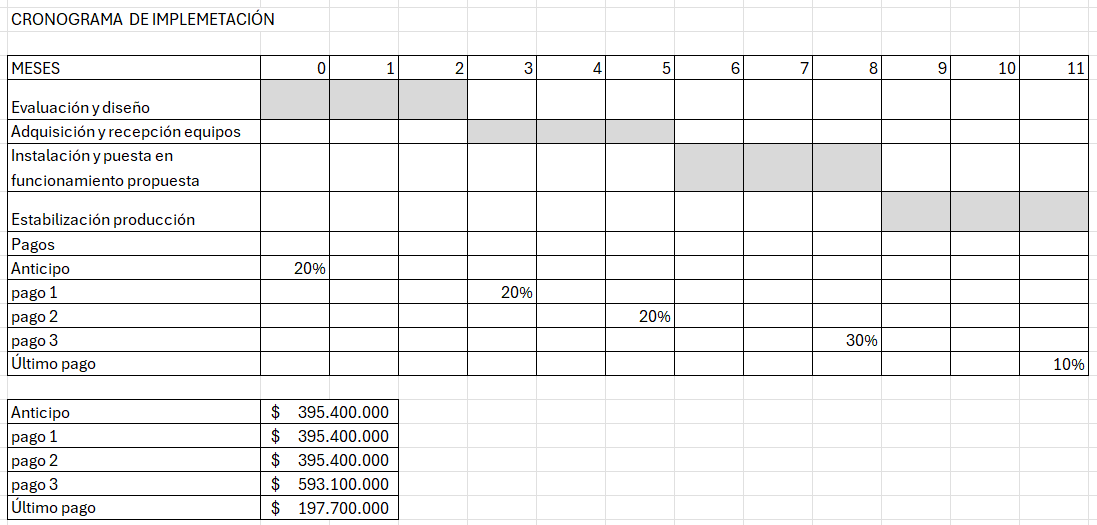 CRONOGRAMA DE IMPLEMETACIÓN
MESES 0 1 2 3 4 5 6 7 8 9 10 11
Evaluación y diseño
Adquisición y recepción equipos
Instalación y puesta en
funcionamiento propuesta
Estabilización producción
Pagos
Anticipo 20%
pago 1 20%
pago 2 20%
pago 3 30%
Último pago 10%
Anticipo $ 395.400.000
pago 1 $ 395.400.000
pago 2 $ 395.400.000
pago 3 $ 593.100.000
Último pago $ 197.700.000